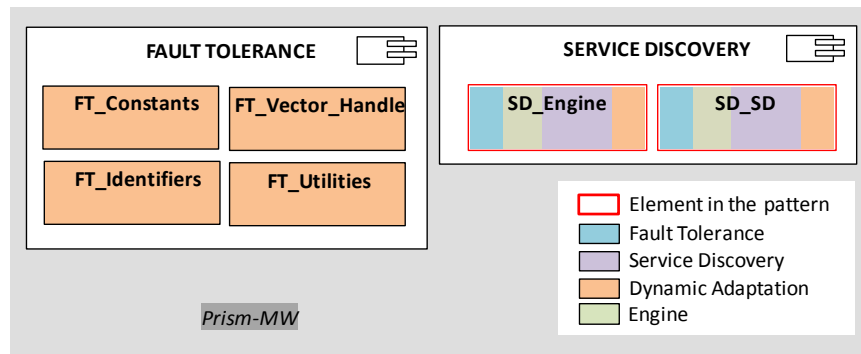 FAULT TOLERANCE
FT_Constants
FT_Vector_Handle
FT_Identifiers
FT_Utilities
SERVICE DISCOVERY
SD_Engine
SD_SD
Element in the pattern
Fault Tolerance
Service Discovery
Dynamic Adaptation
Engine
Prism-MW